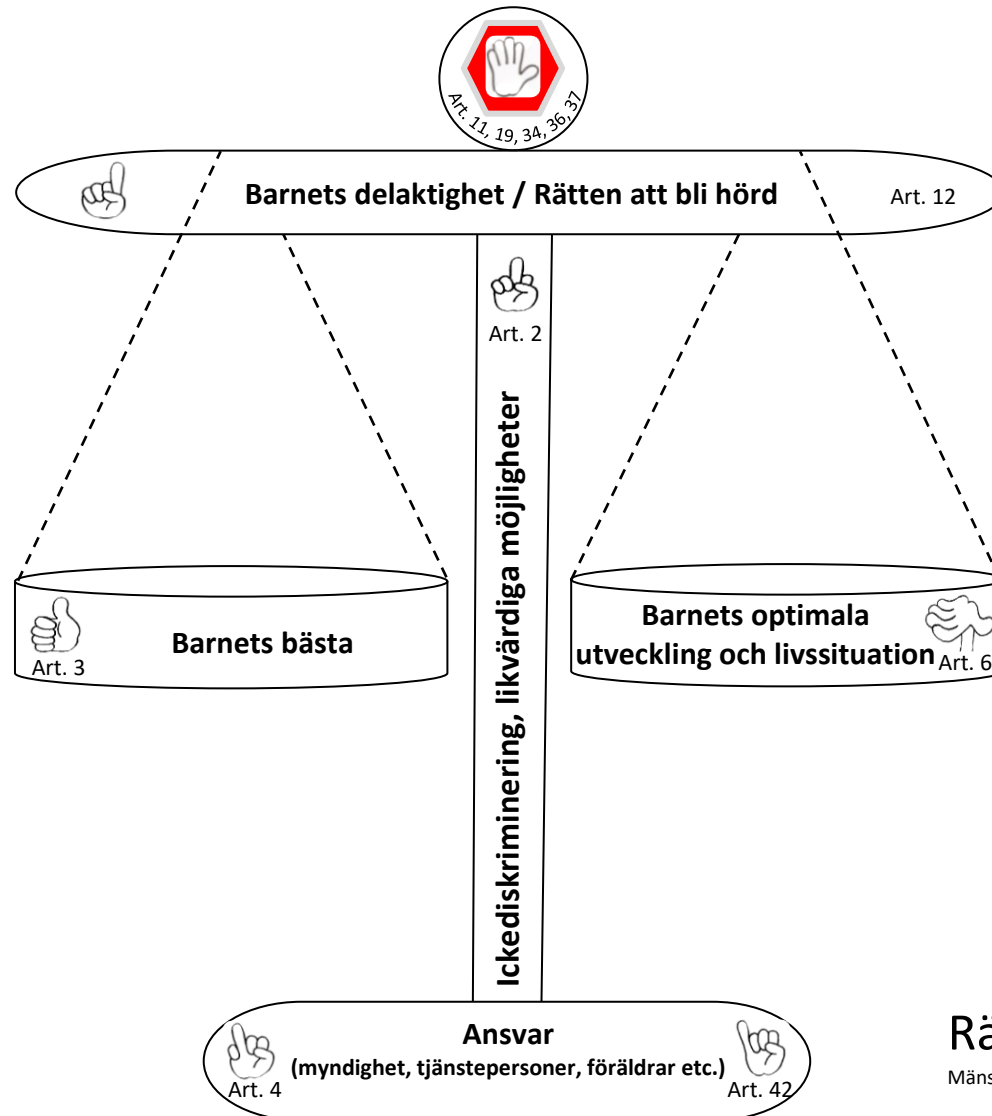 Art. 11, 19, 34, 36, 37
Barnets delaktighet / Rätten att bli hörd
Art. 12
Art. 2
Ickediskriminering, likvärdiga möjligheter
Barnets bästa
Art. 3
Barnets optimala
utveckling och livssituation
Art. 6
Ansvar
(myndighet, tjänstepersoner, föräldrar etc.)
Art. 4
Art. 42
Rä
Mäns